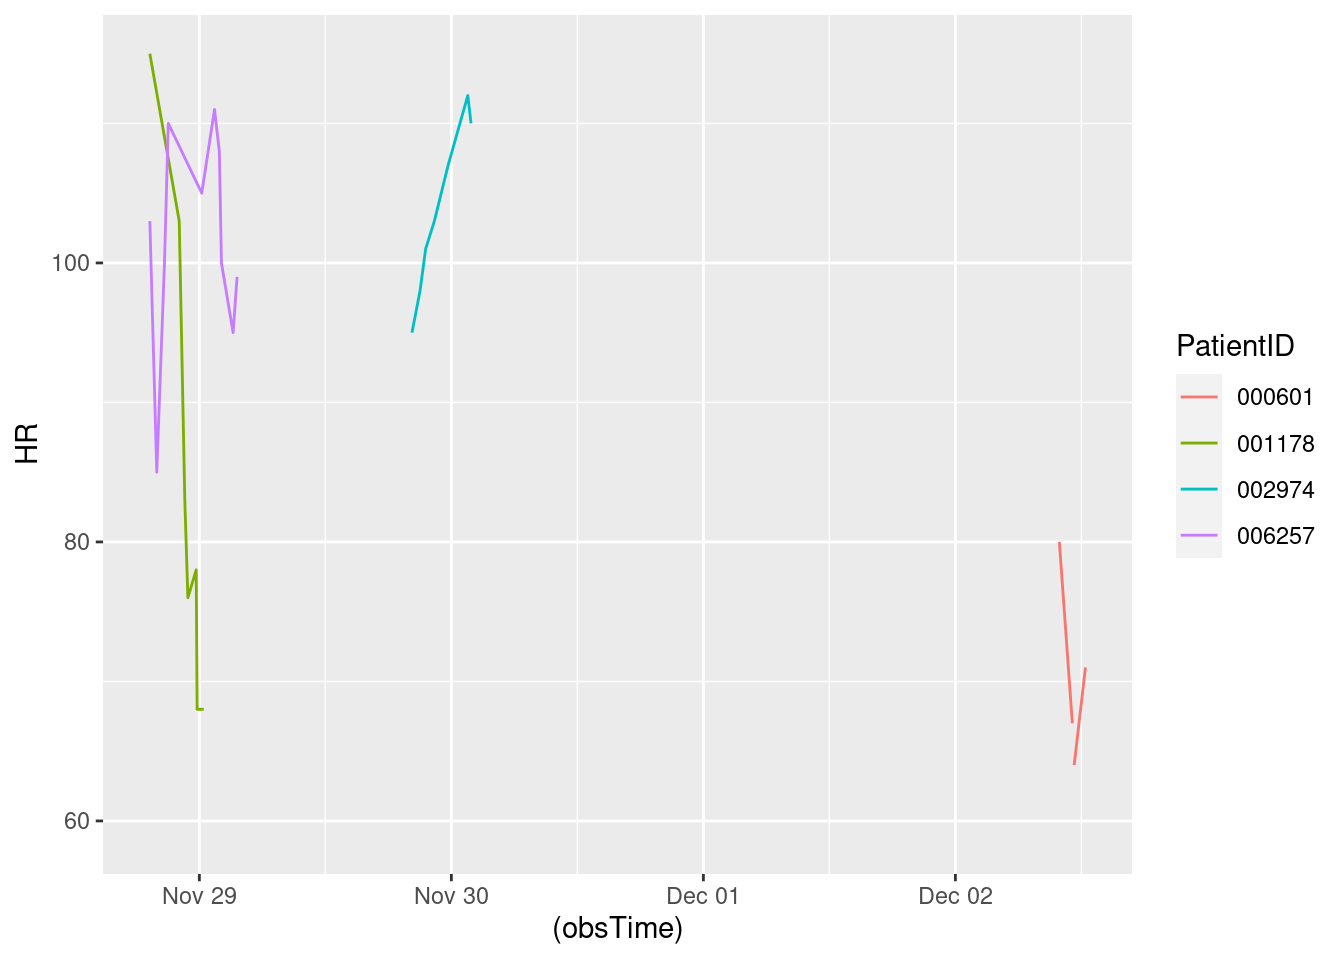 HR
100
80
60
Nov 29
Nov 30
Dec 01
Dec 02
(obsTime)
PatientID
000601
001178
002974
006257